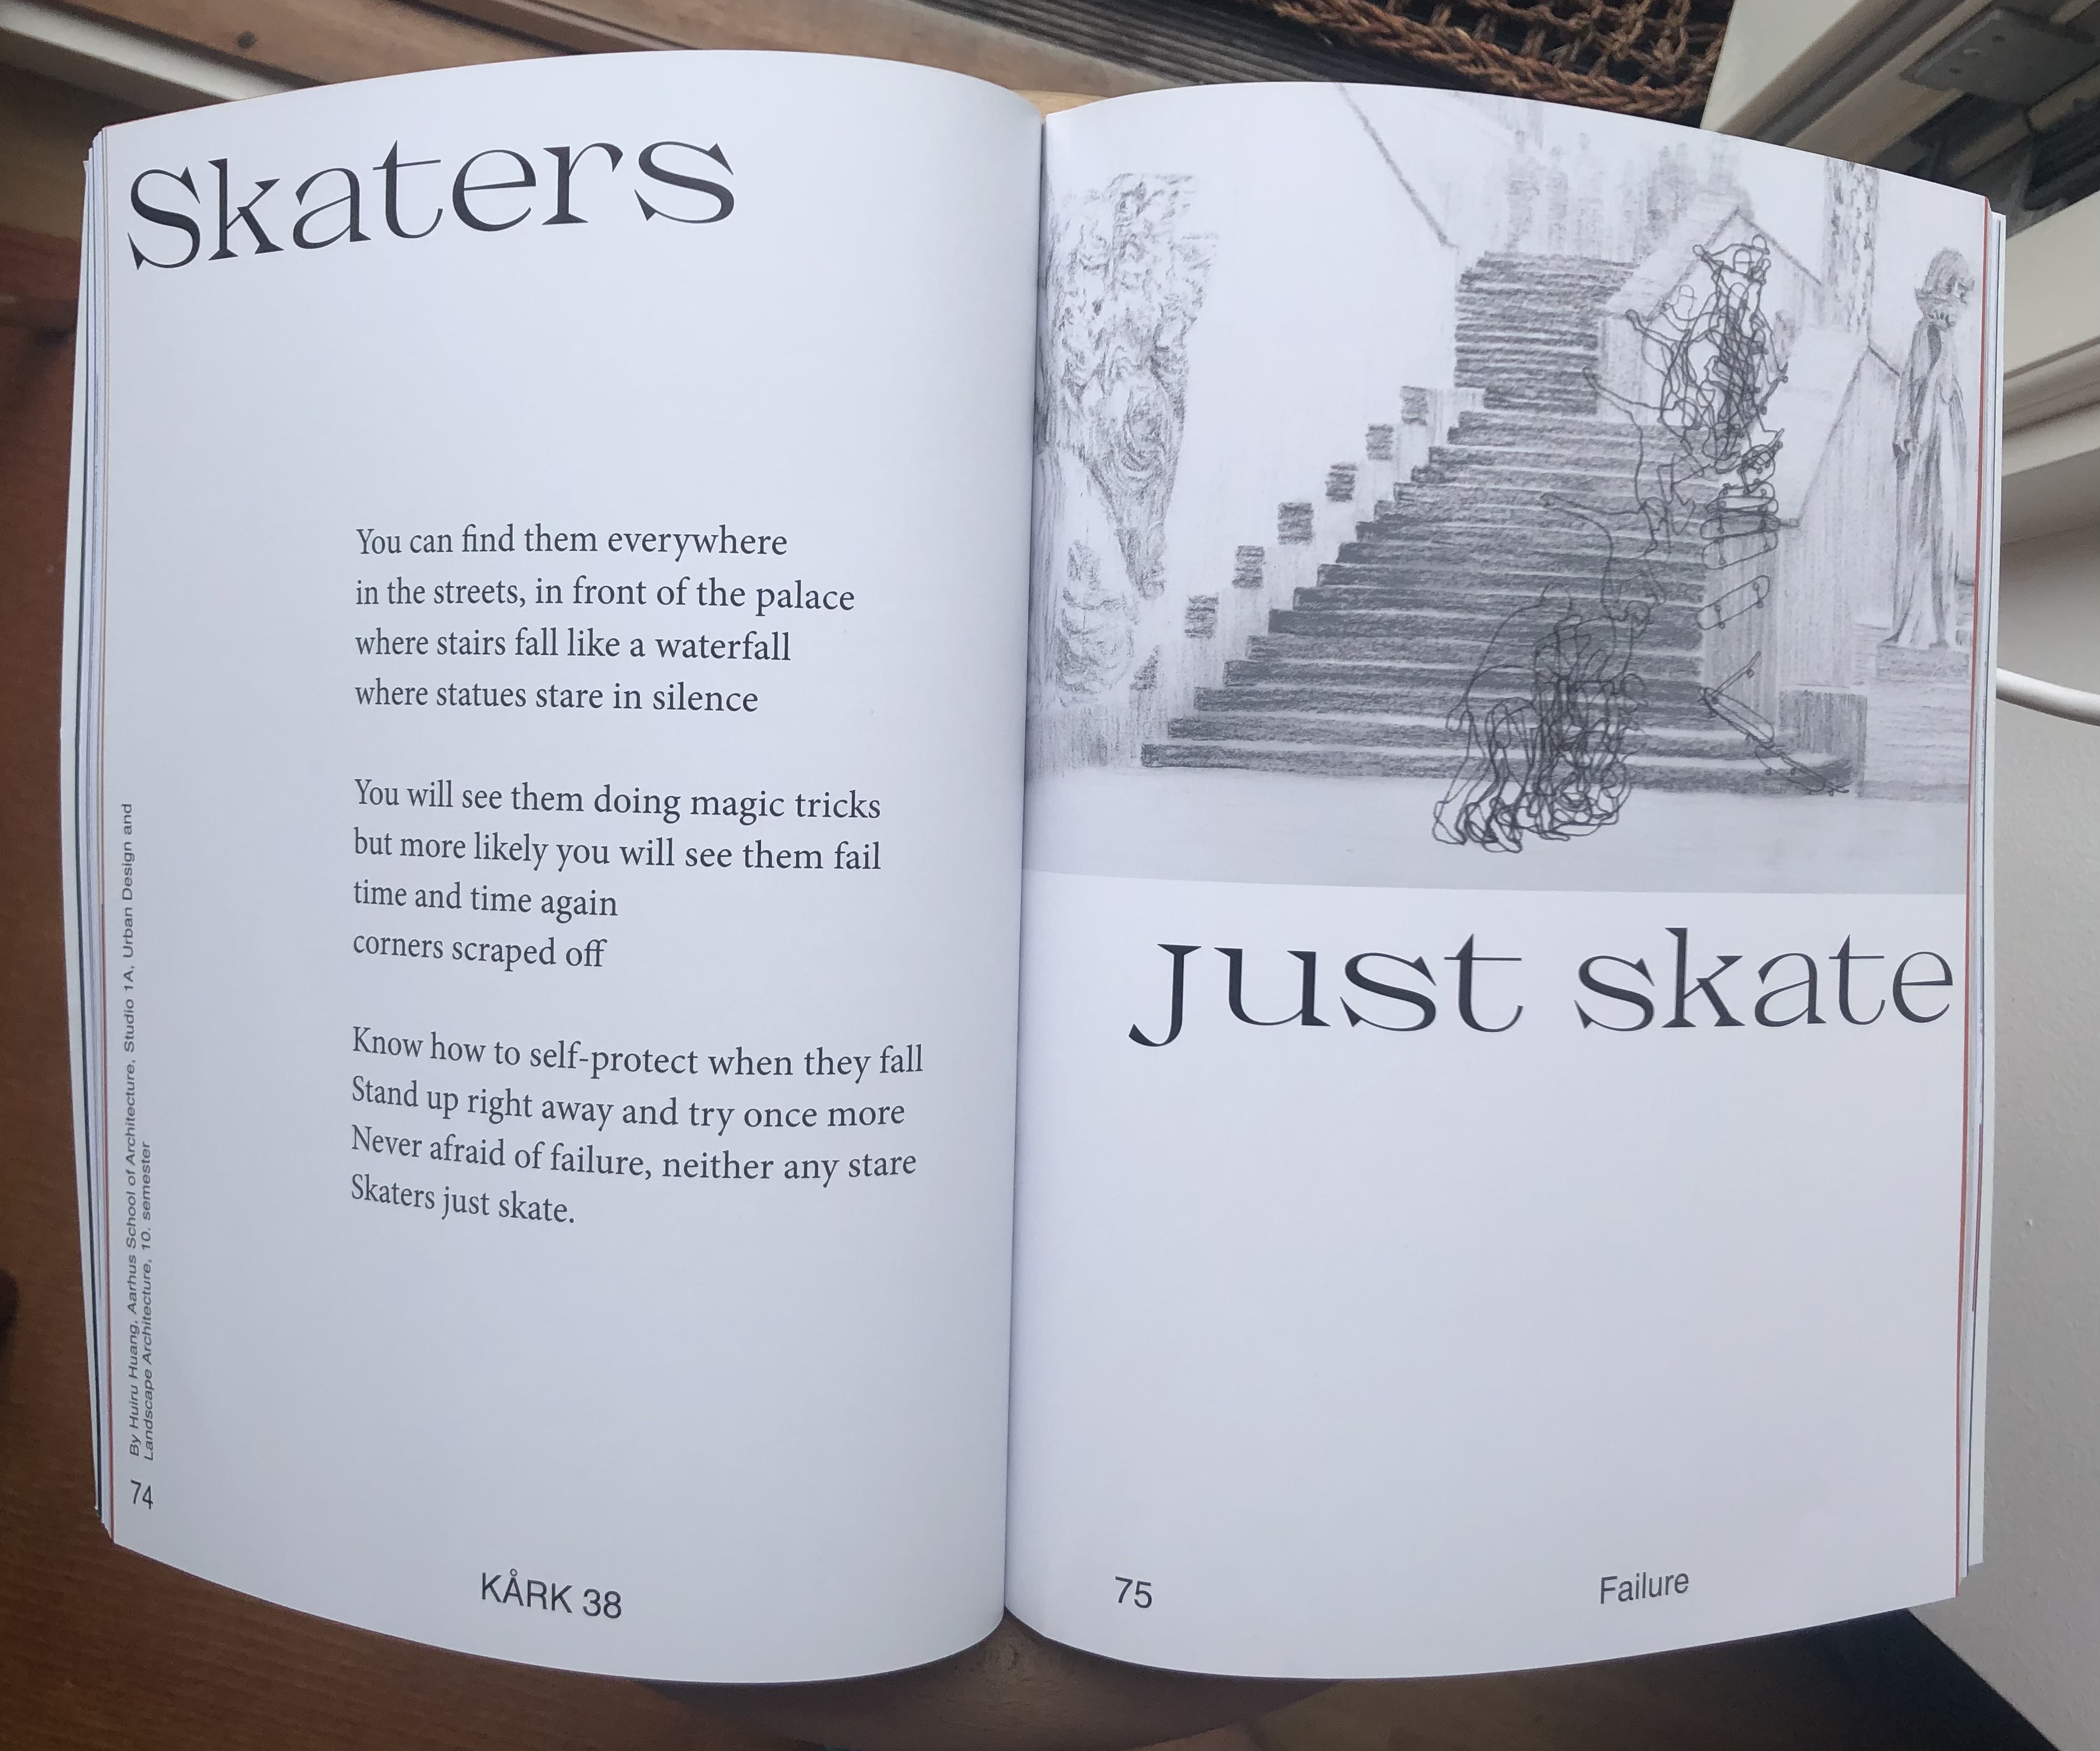 Skaters
You can find them everywhere
in the streets, in front of the palace
where stairs fall like a waterfall
where statues stare in silence
You will see them doing magic tricks
but more likely you will see them fail
time and time again
corners scraped off
Know how to self-protect when they fall
Stand up right away and try once more
Never afraid of failure, neither any stare
Skaters just skate.
By Huiru Huang, Aarhus School of Architecture, Studio 1A, Urban Design and
Landscape Architecture, 10. semester
74
KÅRK 38
just skate
75
Failure